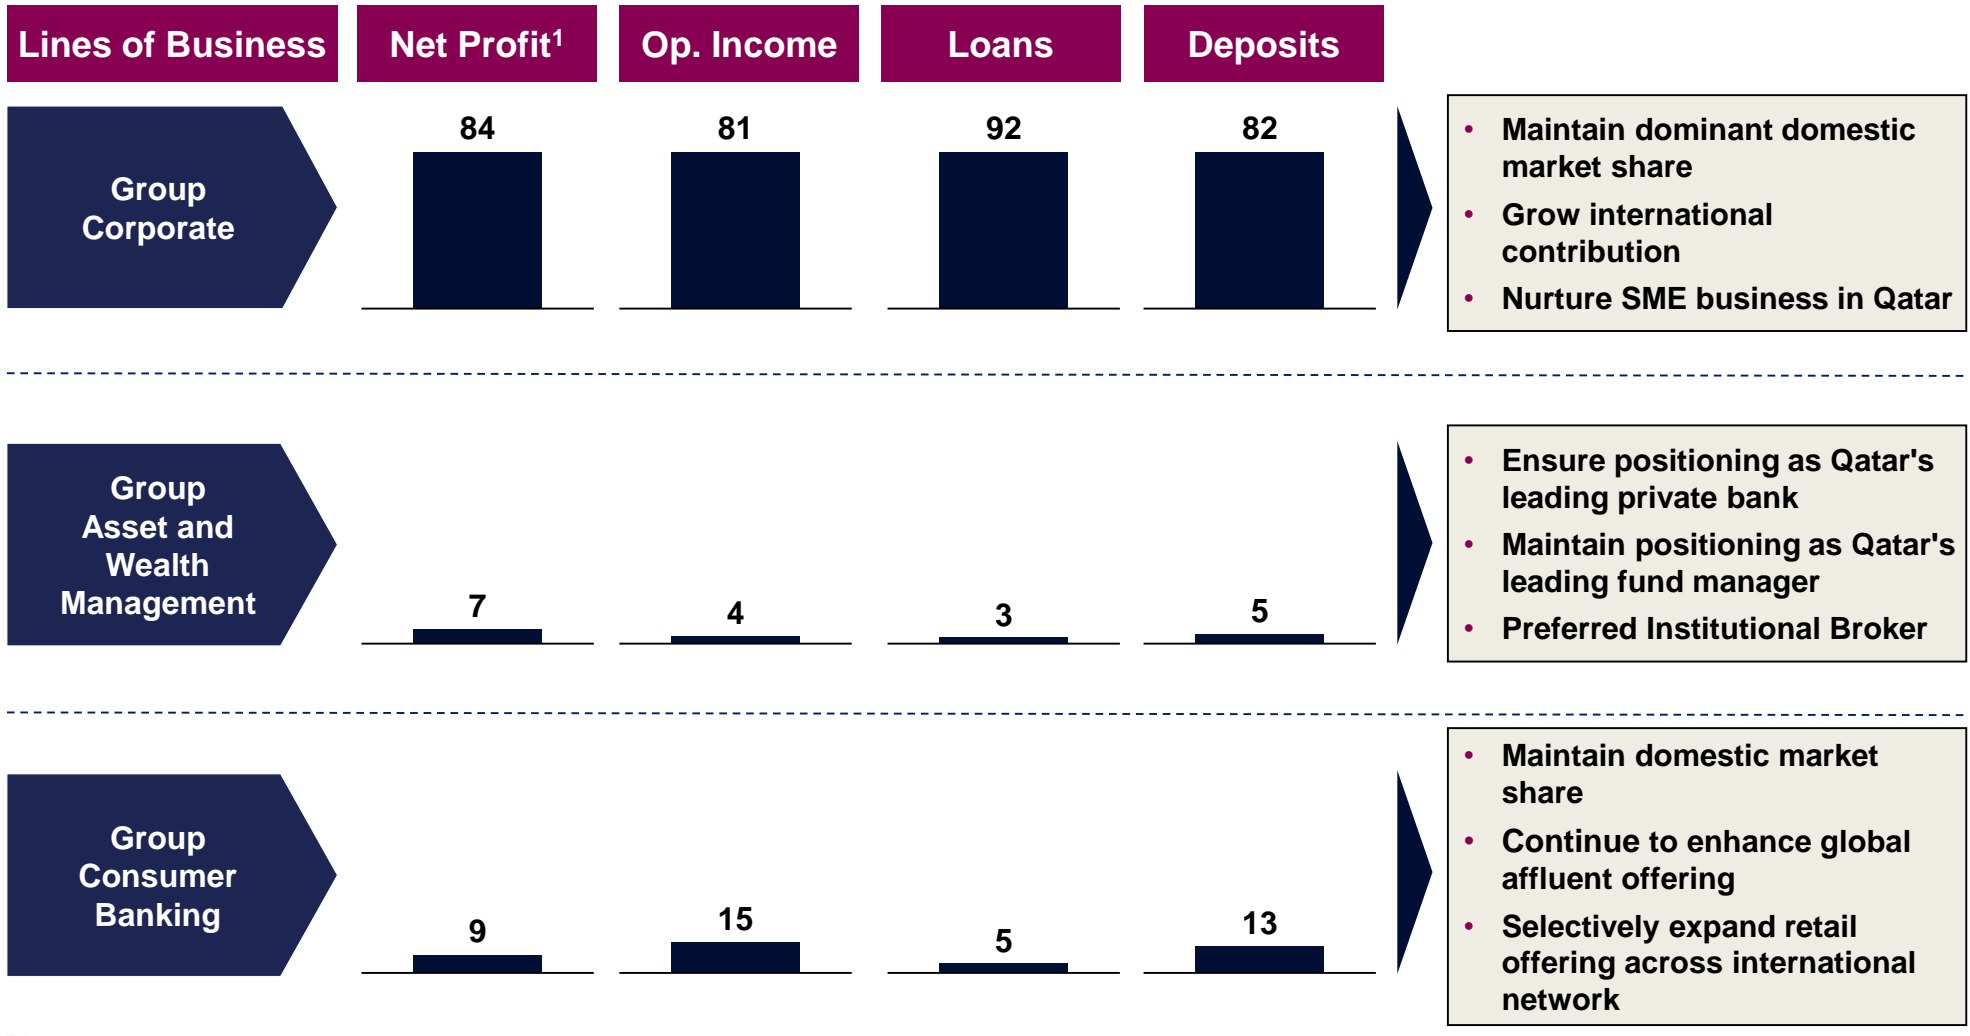 Lines of Business
Net Profit¹
Op. Income
Loans
Deposits
Group
Corporate
84
81
92
82
• Maintain dominant domestic
market share
• Grow international
contribution
• Nurture SME business in Qatar
Group
Asset and
Wealth
Management
7
4
3
5
• Ensure positioning as Qatar's
leading private bank
• Maintain positioning as Qatar's
leading fund manager
• Preferred Institutional Broker
Group
Consumer
Banking
9
15
5
13
• Maintain domestic market
share
• Continue to enhance global
affluent offering
• Selectively expand retail
offering across international
network